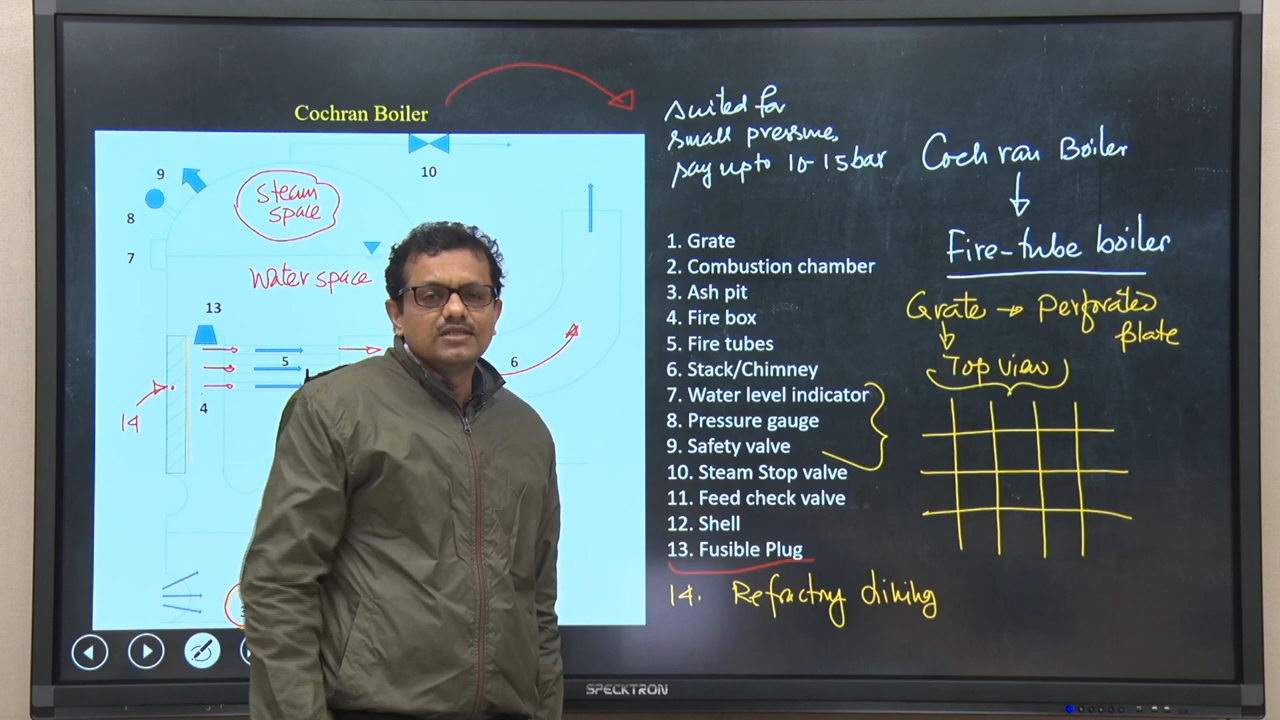 Cochran Boiler
9
10
8
7
steam
space
Water space
13
5
6
4
14
suited for
small pressure,
say upto 10-15bar
1. Grate
2. Combustion chamber
3. Ash pit
4. Fire box
5. Fire tubes
6. Stack/Chimney
7. Water level indicator
8. Pressure gauge
9. Safety valve
10. Steam Stop valve
11. Feed check valve
12. Shell
13. Fusible Plug
14. Refractry dining
Cochran Boiler
Fire-tube boiler
Grate → Perforated
plate
Top view
SPECKTRON